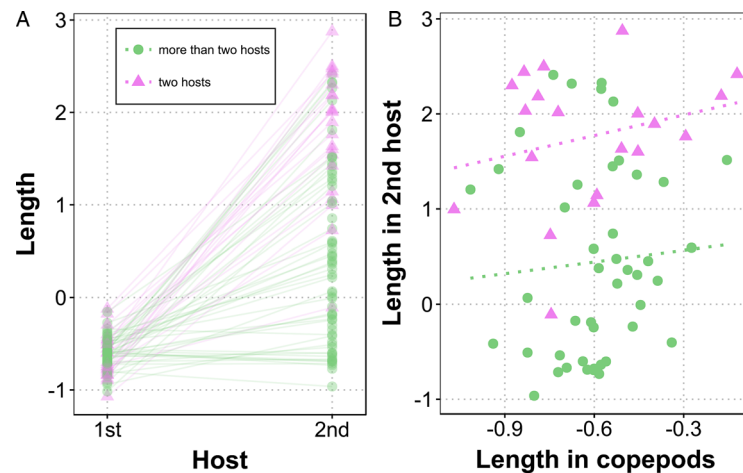 A
3
2
1
0
-1
Length
more than two hosts
two hosts
1st
2nd
Host
B
3
2
1
0
-1
Length in 2nd host
-0.9
-0.6
-0.3
Length in copepods